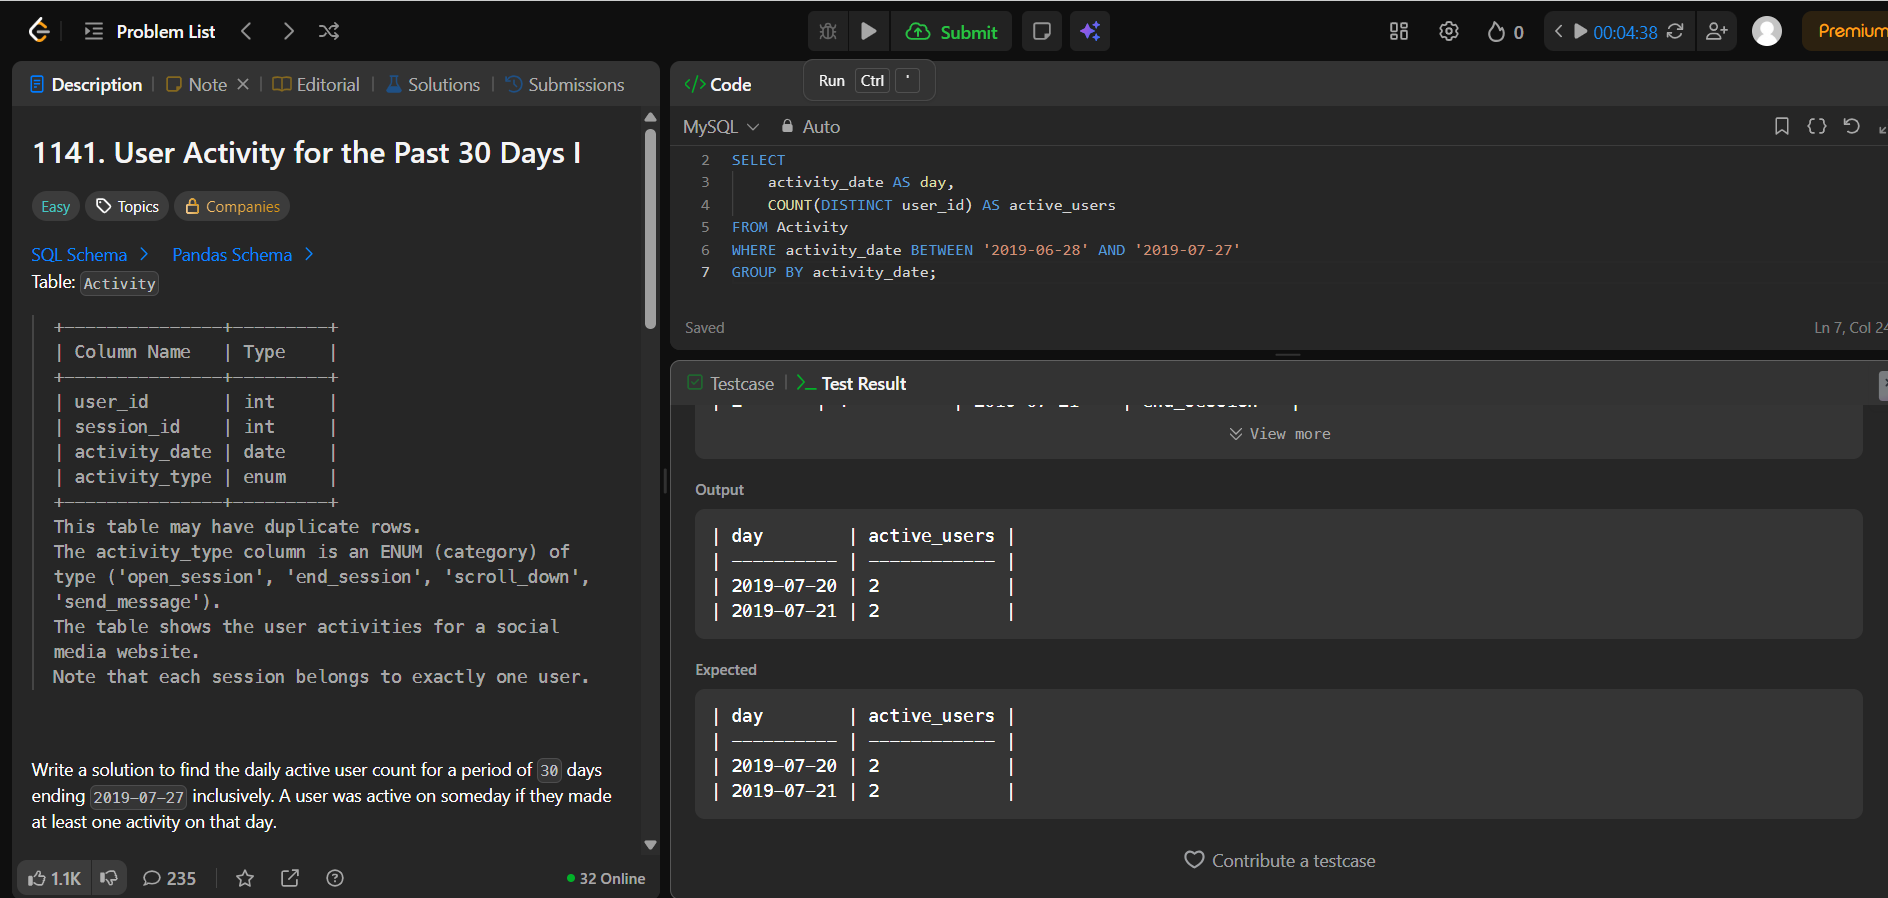 Problem List
Submit
0
00:04:38
Premium
Description
Note
Editorial
Solutions
Submissions
1141. User Activity for the Past 30 Days I
Easy
Topics
Companies
SQL Schema
Pandas Schema
Table: Activity
+---------------+---------+
| Column Name   | Type    |
+---------------+---------+
| user_id       | int     |
| session_id    | int     |
| activity_date | date    |
| activity_type | enum    |
+---------------+---------+
This table may have duplicate rows.
The activity_type column is an ENUM (category) of
type ('open_session', 'end_session', 'scroll_down',
'send_message').
The table shows the user activities for a social
media website.
Note that each session belongs to exactly one user.
Write a solution to find the daily active user count for a period of 30 days
ending 2019-07-27 inclusively. A user was active on someday if they made
at least one activity on that day.
1.1K
235
32 Online
Code
Run Ctrl '
MySQL
Auto
2 SELECT
3     activity_date AS day,
4     COUNT(DISTINCT user_id) AS active_users
5 FROM Activity
6 WHERE activity_date BETWEEN '2019-06-28' AND '2019-07-27'
7 GROUP BY activity_date;
Saved
Ln 7, Col 24
Testcase
Test Result
View more
Output
| day        | active_users |
| ---------- | ------------ |
| 2019-07-20 | 2            |
| 2019-07-21 | 2            |
Expected
| day        | active_users |
| ---------- | ------------ |
| 2019-07-20 | 2            |
| 2019-07-21 | 2            |
Contribute a testcase